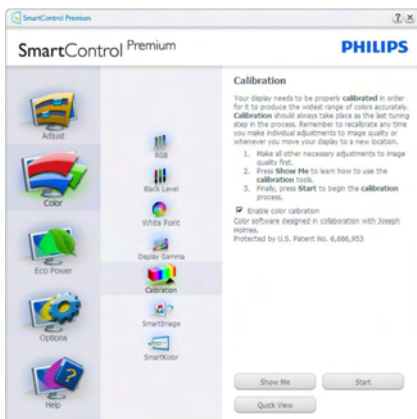 SmartControl Premium
SmartControl Premium
PHILIPS
Adjust
Color
Eco Power
Options
Help
RGB
Black Level
White Point
Display Gamma
Calibration
SmartImage
SmartKolor
Calibration
Your display needs to be properly calibrated in order
for it to produce the widest range of colors accurately.
Calibration should always take place as the last tuning
step in the process. Remember to recalibrate any time
you make individual adjustments to image quality or
whenever you move your display to a new location.
1. Make all other necessary adjustments to image
quality first.
2. Press Show Me to learn how to use the
calibration tools.
3. Finally, press Start to begin the calibration
process.
Enable color calibration
Color software designed in collaboration with Joseph
Holmes.
Protected by U.S. Patent No. 6,686,953
Show Me
Start
Quick View